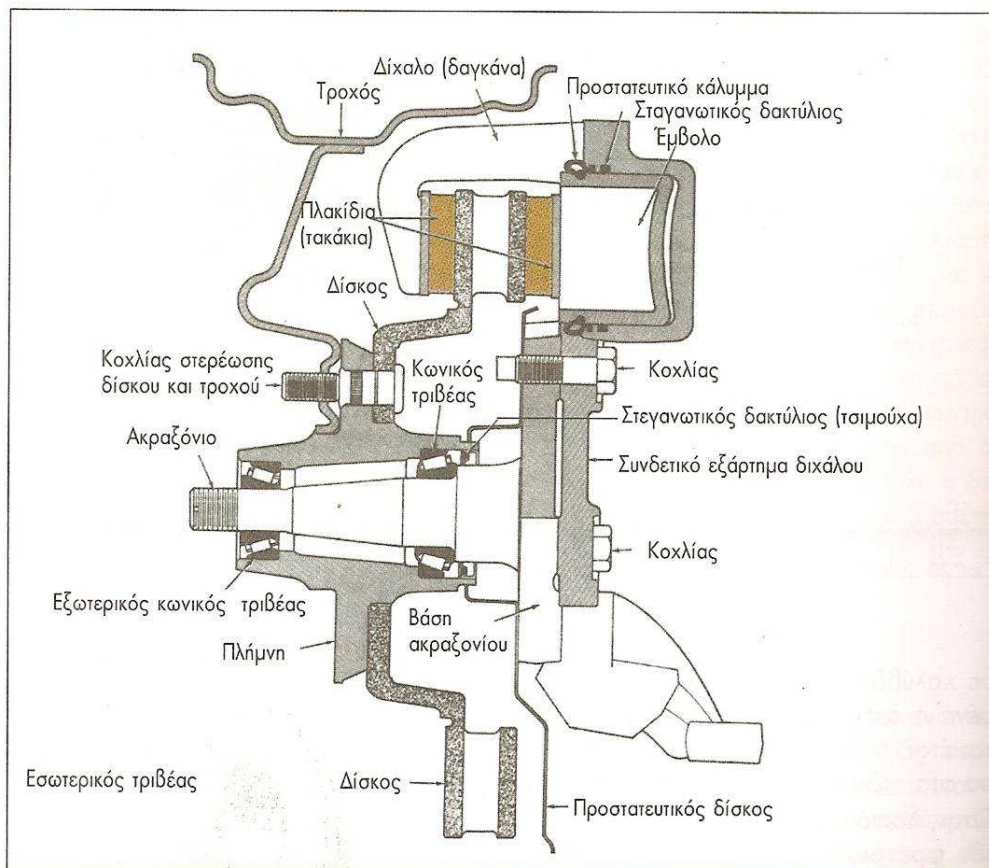 Δίχαλο (δαγκάνα)
Προστατευτικό κάλυμμα
Τροχός
Σταγανωτικός δακτύλιος
Έμβολο
Πλακίδια
(τακάκια)
Δίσκος
Κοχλίας στερέωσης
δίσκου και τροχού
Κωνικός
τριβέας
Κοχλίας
Στεγανωτικός δακτύλιος (τσιμούχα)
Ακραξόνιο
Συνδετικό εξάρτημα διχάλου
Κοχλίας
Εξωτερικός κωνικός τριβέας
Βάση
ακραξονίου
Πλήμνη
Εσωτερικός τριβέας
Δίσκος
Προστατευτικός δίσκος